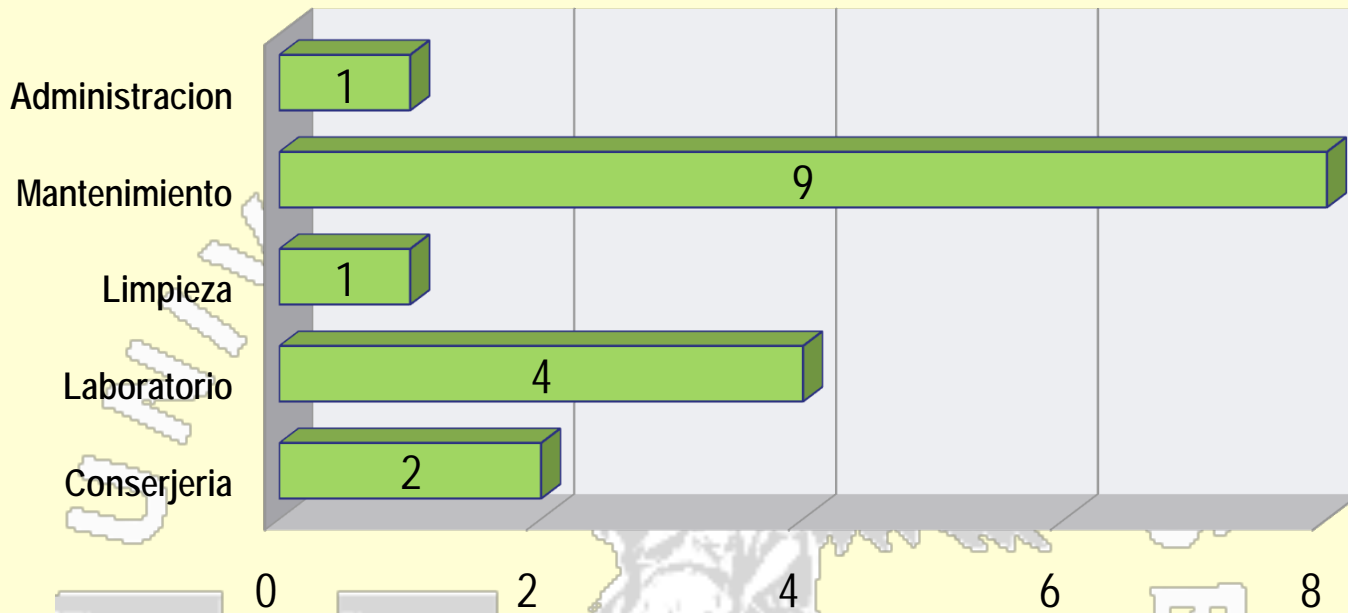 Administracion
1
Mantenimiento
9
Limpieza
1
Laboratorio
4
Conserjeria
2
0 2 4 6 8